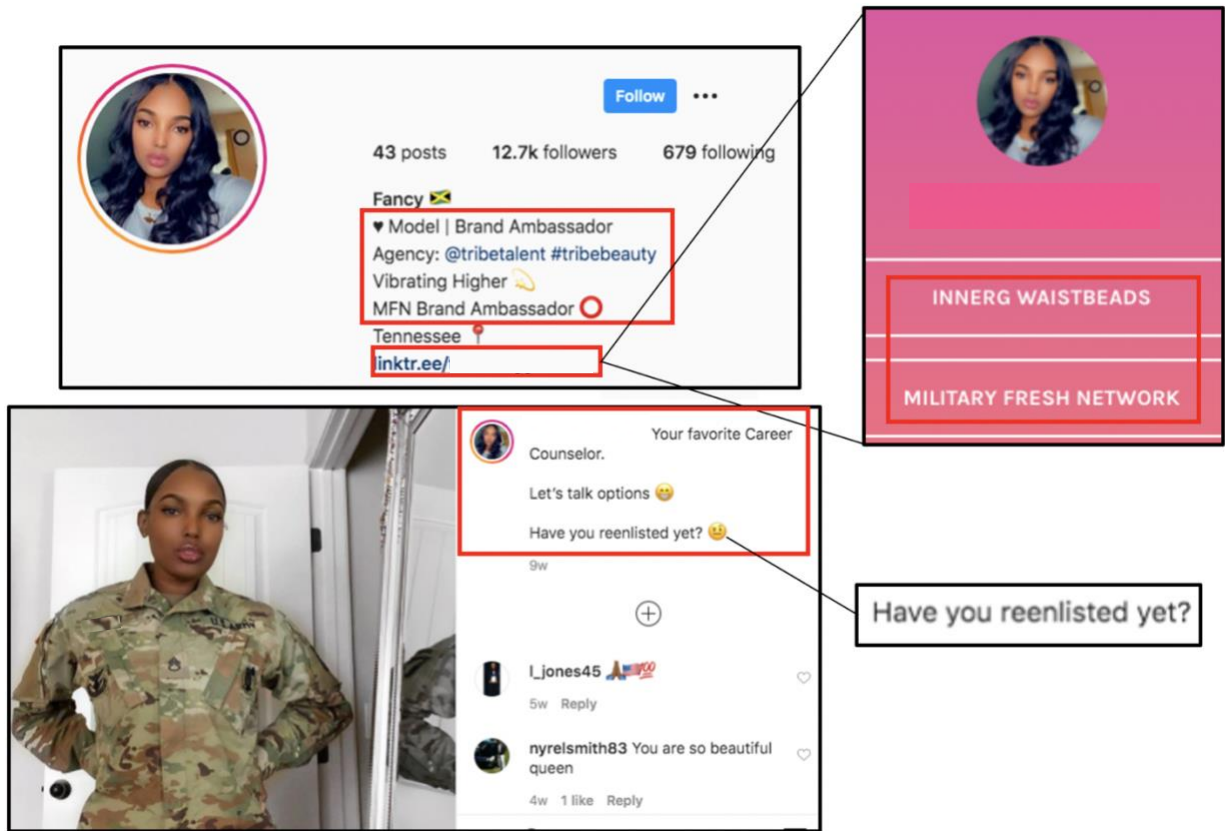 Follow
43 posts 12.7k followers 679 following
Fancy 🇯🇲
♥ Model | Brand Ambassador
Agency: @tribetalent #tribebeauty
Vibrating Higher 💫
MFN Brand Ambassador ⭕
Tennessee 📍
linktr.ee/
INNERG WAISTBEADS
MILITARY FRESH NETWORK
Your favorite Career
Counselor.
Let's talk options 😁
Have you reenlisted yet? 🤨
9w
l_jones45 🙏🏾🇺🇸💯
5w Reply
nyrelsmith83 You are so beautiful
queen
4w 1 like Reply
Have you reenlisted yet?